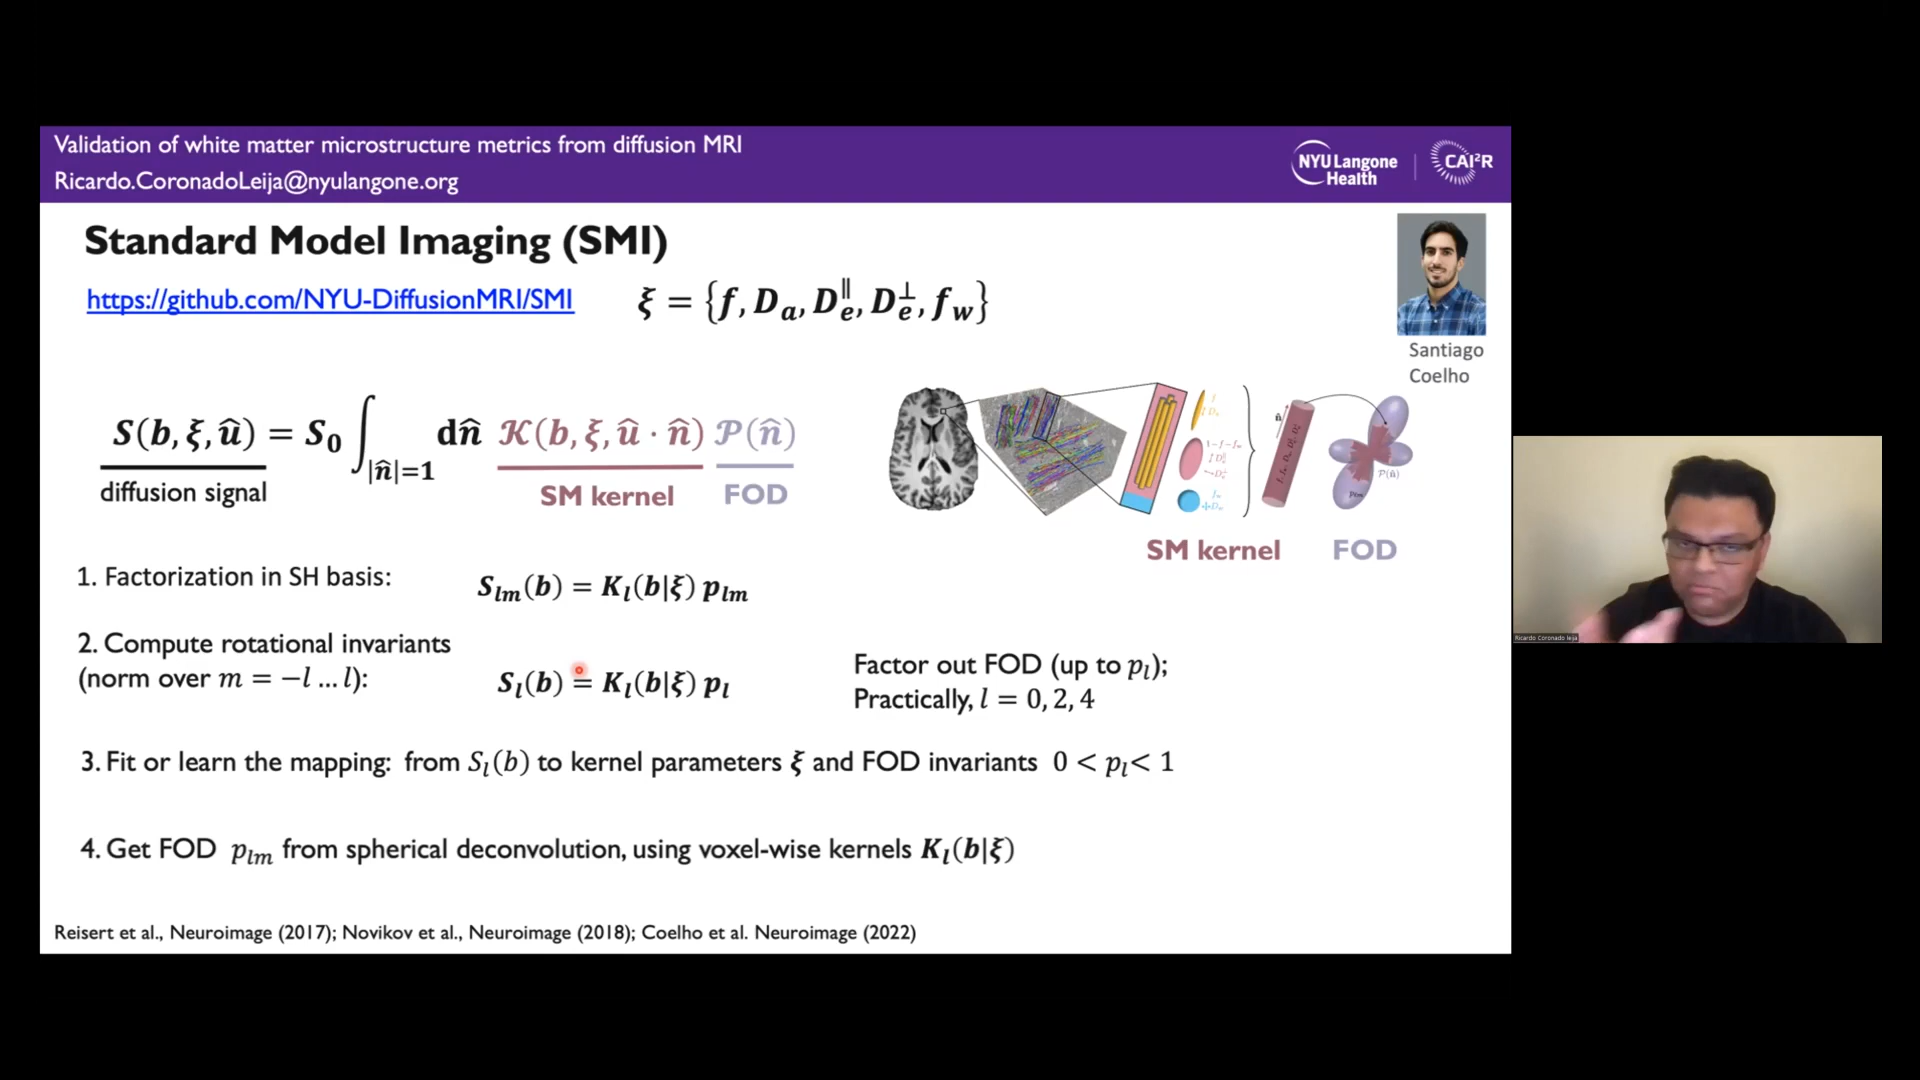 Validation of white matter microstructure metrics from diffusion MRI
Ricardo.CoronadoLeija@nyulangone.org
NYU Langone Health | CAI²R
Standard Model Imaging (SMI)
https://github.com/NYU-DiffusionMRI/SMI
ξ = {f, Dₐ, Dₑ^∥, Dₑ^⊥, f_w}
Santiago
Coelho
S(b, ξ, û) = S₀ ∫_|n̂|=1 dn̂ 𝒦(b, ξ, û · n̂) 𝒫(n̂)
diffusion signal
SM kernel
FOD
SM kernel
FOD
1. Factorization in SH basis: S_lm(b) = K_l(b|ξ) p_lm
2. Compute rotational invariants
(norm over m = −l ... l): S_l(b) = K_l(b|ξ) p_l
Factor out FOD (up to p_l);
Practically, l = 0, 2, 4
3. Fit or learn the mapping: from S_l(b) to kernel parameters ξ and FOD invariants 0 < p_l < 1
4. Get FOD p_lm from spherical deconvolution, using voxel-wise kernels K_l(b|ξ)
Reisert et al., Neuroimage (2017); Novikov et al., Neuroimage (2018); Coelho et al. Neuroimage (2022)
Ricardo Coronado leija